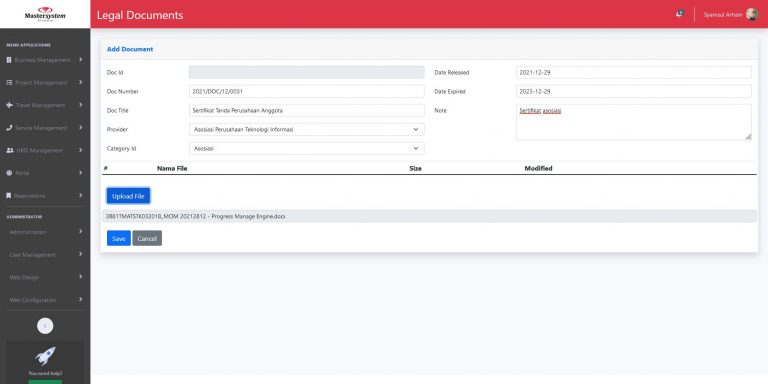 Mastersystem
Legal Documents
Syamsul Arham
MENU APPLICATIONS
Business Management
Project Management
Travel Management
Service Management
HRIS Management
Portal
Reservations
ADMINISTRATOR
Administration
User Management
Web Design
Web Configuration
You need help?
Add Document
Doc Id
Doc Number 2021/DOC/12/0031
Doc Title Sertifikat Tanda Perusahaan Anggota
Provider Asosiasi Perusahaan Teknologi Informasi
Category Id Asosiasi
Date Released 2021-12-29
Date Expired 2023-12-29
Note Sertifikat asosiasi
# Nama File Size Modified
Upload File
3881TMATSTK032018_MOM 20212812 - Progress Manage Engine.docx
Save Cancel